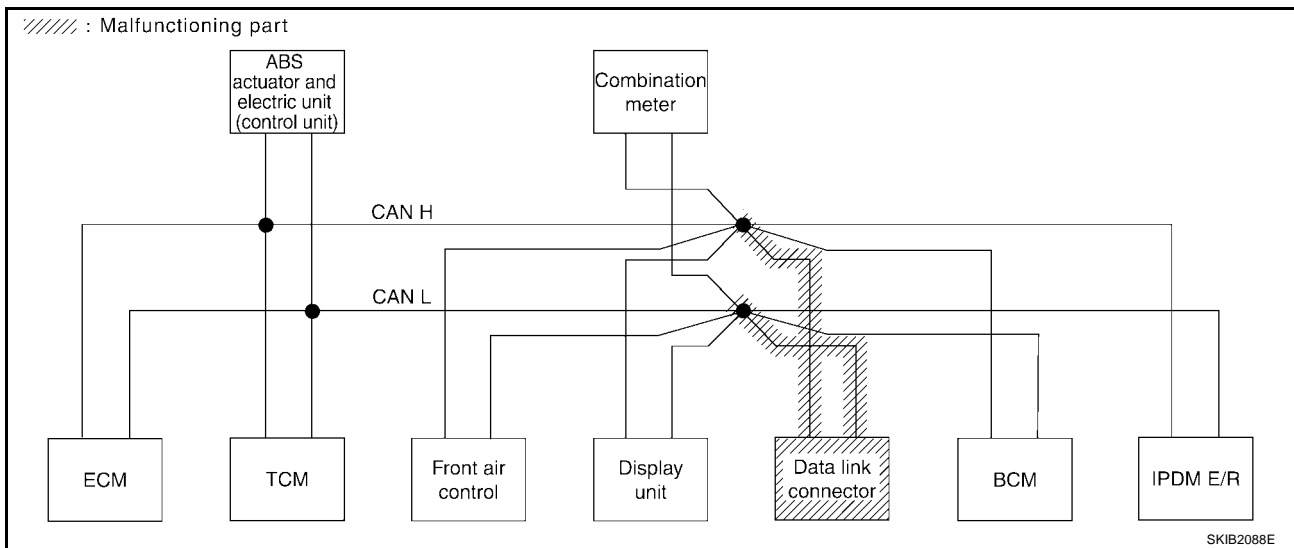 : Malfunctioning part
ABS
actuator and
electric unit
(control unit)
Combination
meter
CAN H
CAN L
ECM
TCM
Front air
control
Display
unit
Data link
connector
BCM
IPDM E/R
SKIB2088E